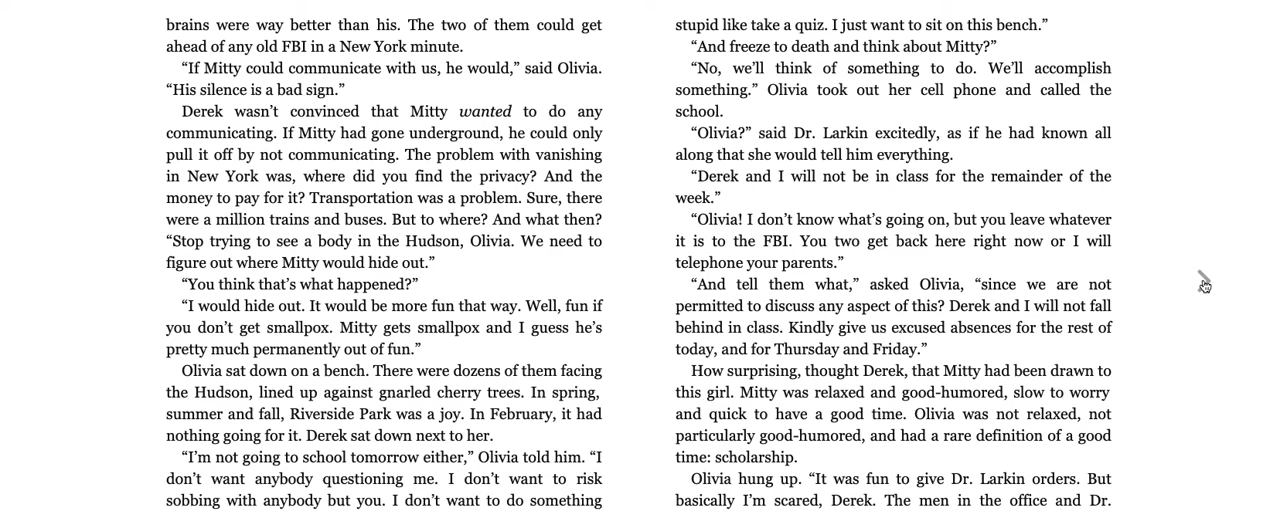 brains were way better than his. The two of them could get
ahead of any old FBI in a New York minute.
“If Mitty could communicate with us, he would,” said Olivia.
“His silence is a bad sign.”
Derek wasn’t convinced that Mitty wanted to do any
communicating. If Mitty had gone underground, he could only
pull it off by not communicating. The problem with vanishing
in New York was, where did you find the privacy? And the
money to pay for it? Transportation was a problem. Sure, there
were a million trains and buses. But to where? And what then?
“Stop trying to see a body in the Hudson, Olivia. We need to
figure out where Mitty would hide out.”
“You think that’s what happened?”
“I would hide out. It would be more fun that way. Well, fun if
you don’t get smallpox. Mitty gets smallpox and I guess he’s
pretty much permanently out of fun.”
Olivia sat down on a bench. There were dozens of them facing
the Hudson, lined up against gnarled cherry trees. In spring,
summer and fall, Riverside Park was a joy. In February, it had
nothing going for it. Derek sat down next to her.
“I’m not going to school tomorrow either,” Olivia told him. “I
don’t want anybody questioning me. I don’t want to risk
sobbing with anybody but you. I don’t want to do something
stupid like take a quiz. I just want to sit on this bench.”
“And freeze to death and think about Mitty?”
“No, we’ll think of something to do. We’ll accomplish
something.” Olivia took out her cell phone and called the
school.
“Olivia?” said Dr. Larkin excitedly, as if he had known all
along that she would tell him everything.
“Derek and I will not be in class for the remainder of the
week.”
“Olivia! I don’t know what’s going on, but you leave whatever
it is to the FBI. You two get back here right now or I will
telephone your parents.”
“And tell them what,” asked Olivia, “since we are not
permitted to discuss any aspect of this? Derek and I will not fall
behind in class. Kindly give us excused absences for the rest of
today, and for Thursday and Friday.”
How surprising, thought Derek, that Mitty had been drawn to
this girl. Mitty was relaxed and good-humored, slow to worry
and quick to have a good time. Olivia was not relaxed, not
particularly good-humored, and had a rare definition of a good
time: scholarship.
Olivia hung up. “It was fun to give Dr. Larkin orders. But
basically I’m scared, Derek. The men in the office and Dr.